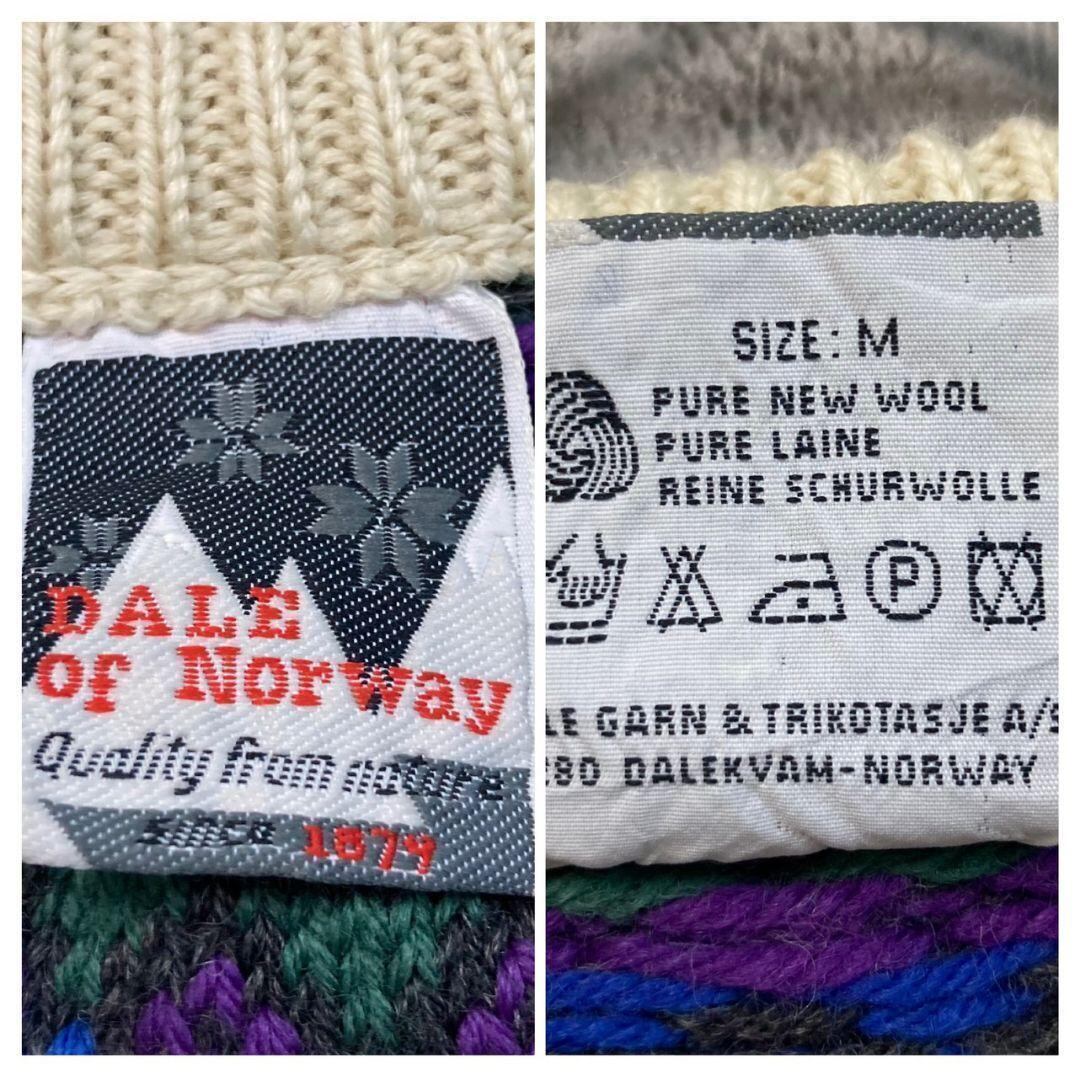 DALE
of Norway
Quality from nature
SINCE 1879
SIZE: M
PURE NEW WOOL
PURE LAINE
REINE SCHURWOLLE
P
LE GARN & TRIKOTASJE A/S
280 DALEKVAM-NORWAY